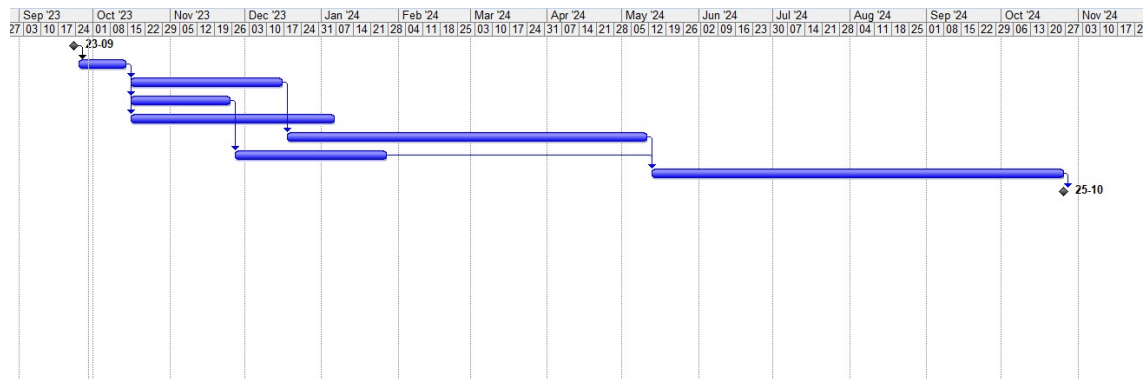 Sep '23 Oct '23 Nov '23 Dec '23 Jan '24 Feb '24 Mar '24 Apr '24 May '24 Jun '24 Jul '24 Aug '24 Sep '24 Oct '24 Nov '24
27 03 10 17 24 01 08 15 22 29 05 12 19 26 03 10 17 24 31 07 14 21 28 04 11 18 25 03 10 17 24 31 07 14 21 28 05 12 19 26 02 09 16 23 30 07 14 21 28 04 11 18 25 01 08 15 22 29 06 13 20 27 03 10 17 2
23-09
25-10